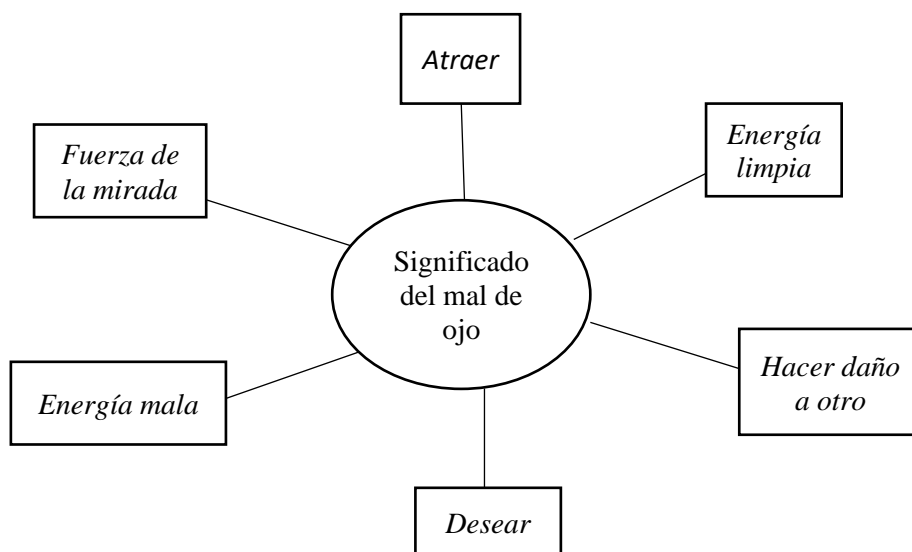 Atraer
Energía
limpia
Fuerza de
la mirada
Significado
del mal de
ojo
Hacer daño
a otro
Energía mala
Desear